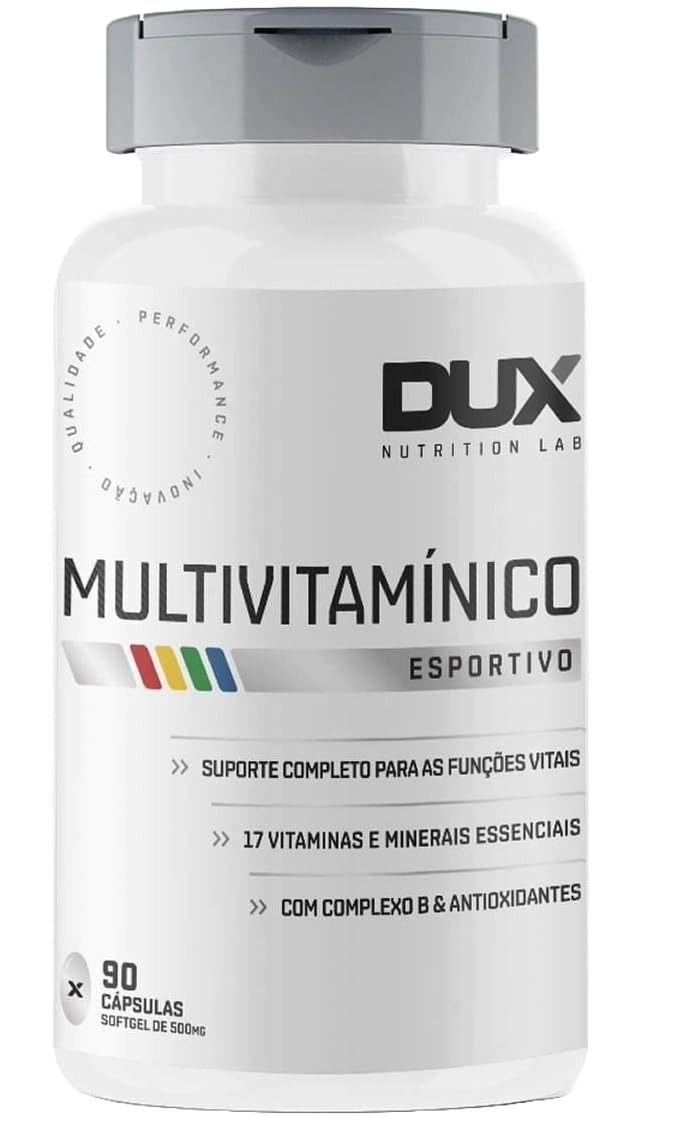 QUALIDADE · PERFORMANCE · INOVAÇÃO ·
DUX
NUTRITION LAB
MULTIVITAMÍNICO
ESPORTIVO
>> SUPORTE COMPLETO PARA AS FUNÇÕES VITAIS
>> 17 VITAMINAS E MINERAIS ESSENCIAIS
>> COM COMPLEXO B & ANTIOXIDANTES
X
90
CÁPSULAS
SOFTGEL DE 500MG